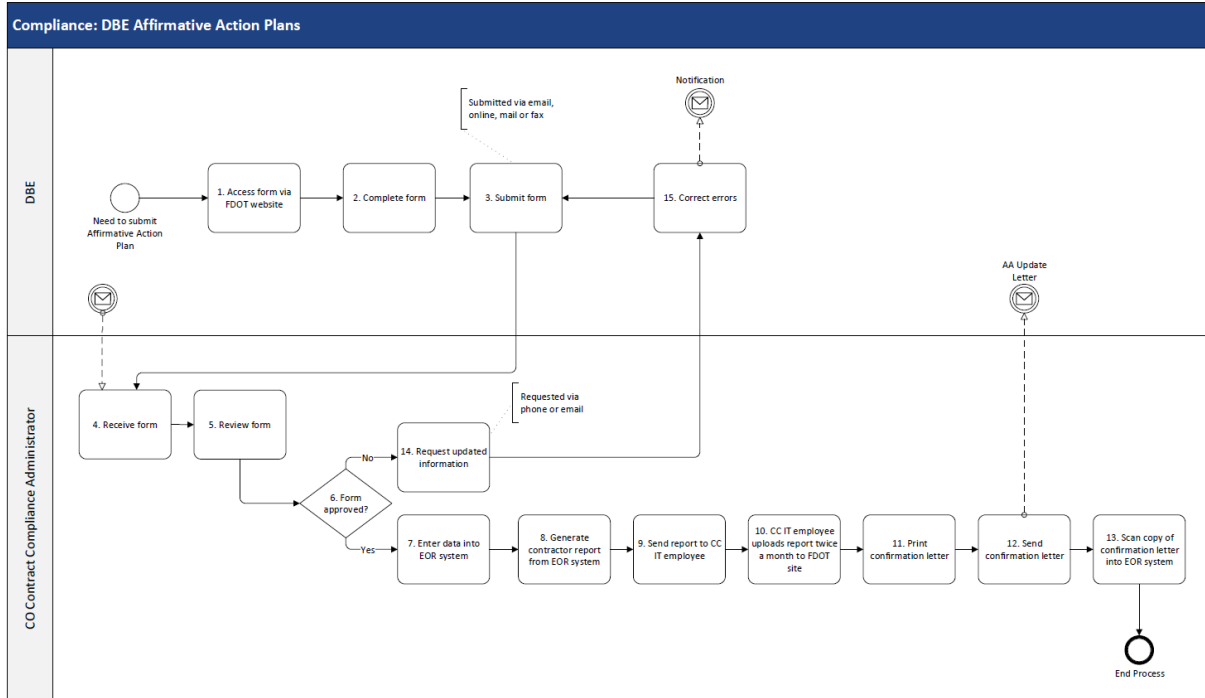 Compliance: DBE Affirmative Action Plans
DBE
Notification
Submitted via email,
online, mail or fax
Need to submit
Affirmative Action
Plan
1. Access form via
FDOT website
2. Complete form
3. Submit form
15. Correct errors
AA Update
Letter
CO Contract Compliance Administrator
4. Receive form
5. Review form
Requested via
phone or email
6. Form
approved?
No
14. Request updated
information
Yes
7. Enter data into
EOR system
8. Generate
contractor report
from EOR system
9. Send report to CC
IT employee
10. CC IT employee
uploads report twice
a month to FDOT
site
11. Print
confirmation letter
12. Send
confirmation letter
13. Scan copy of
confirmation letter
into EOR system
End Process